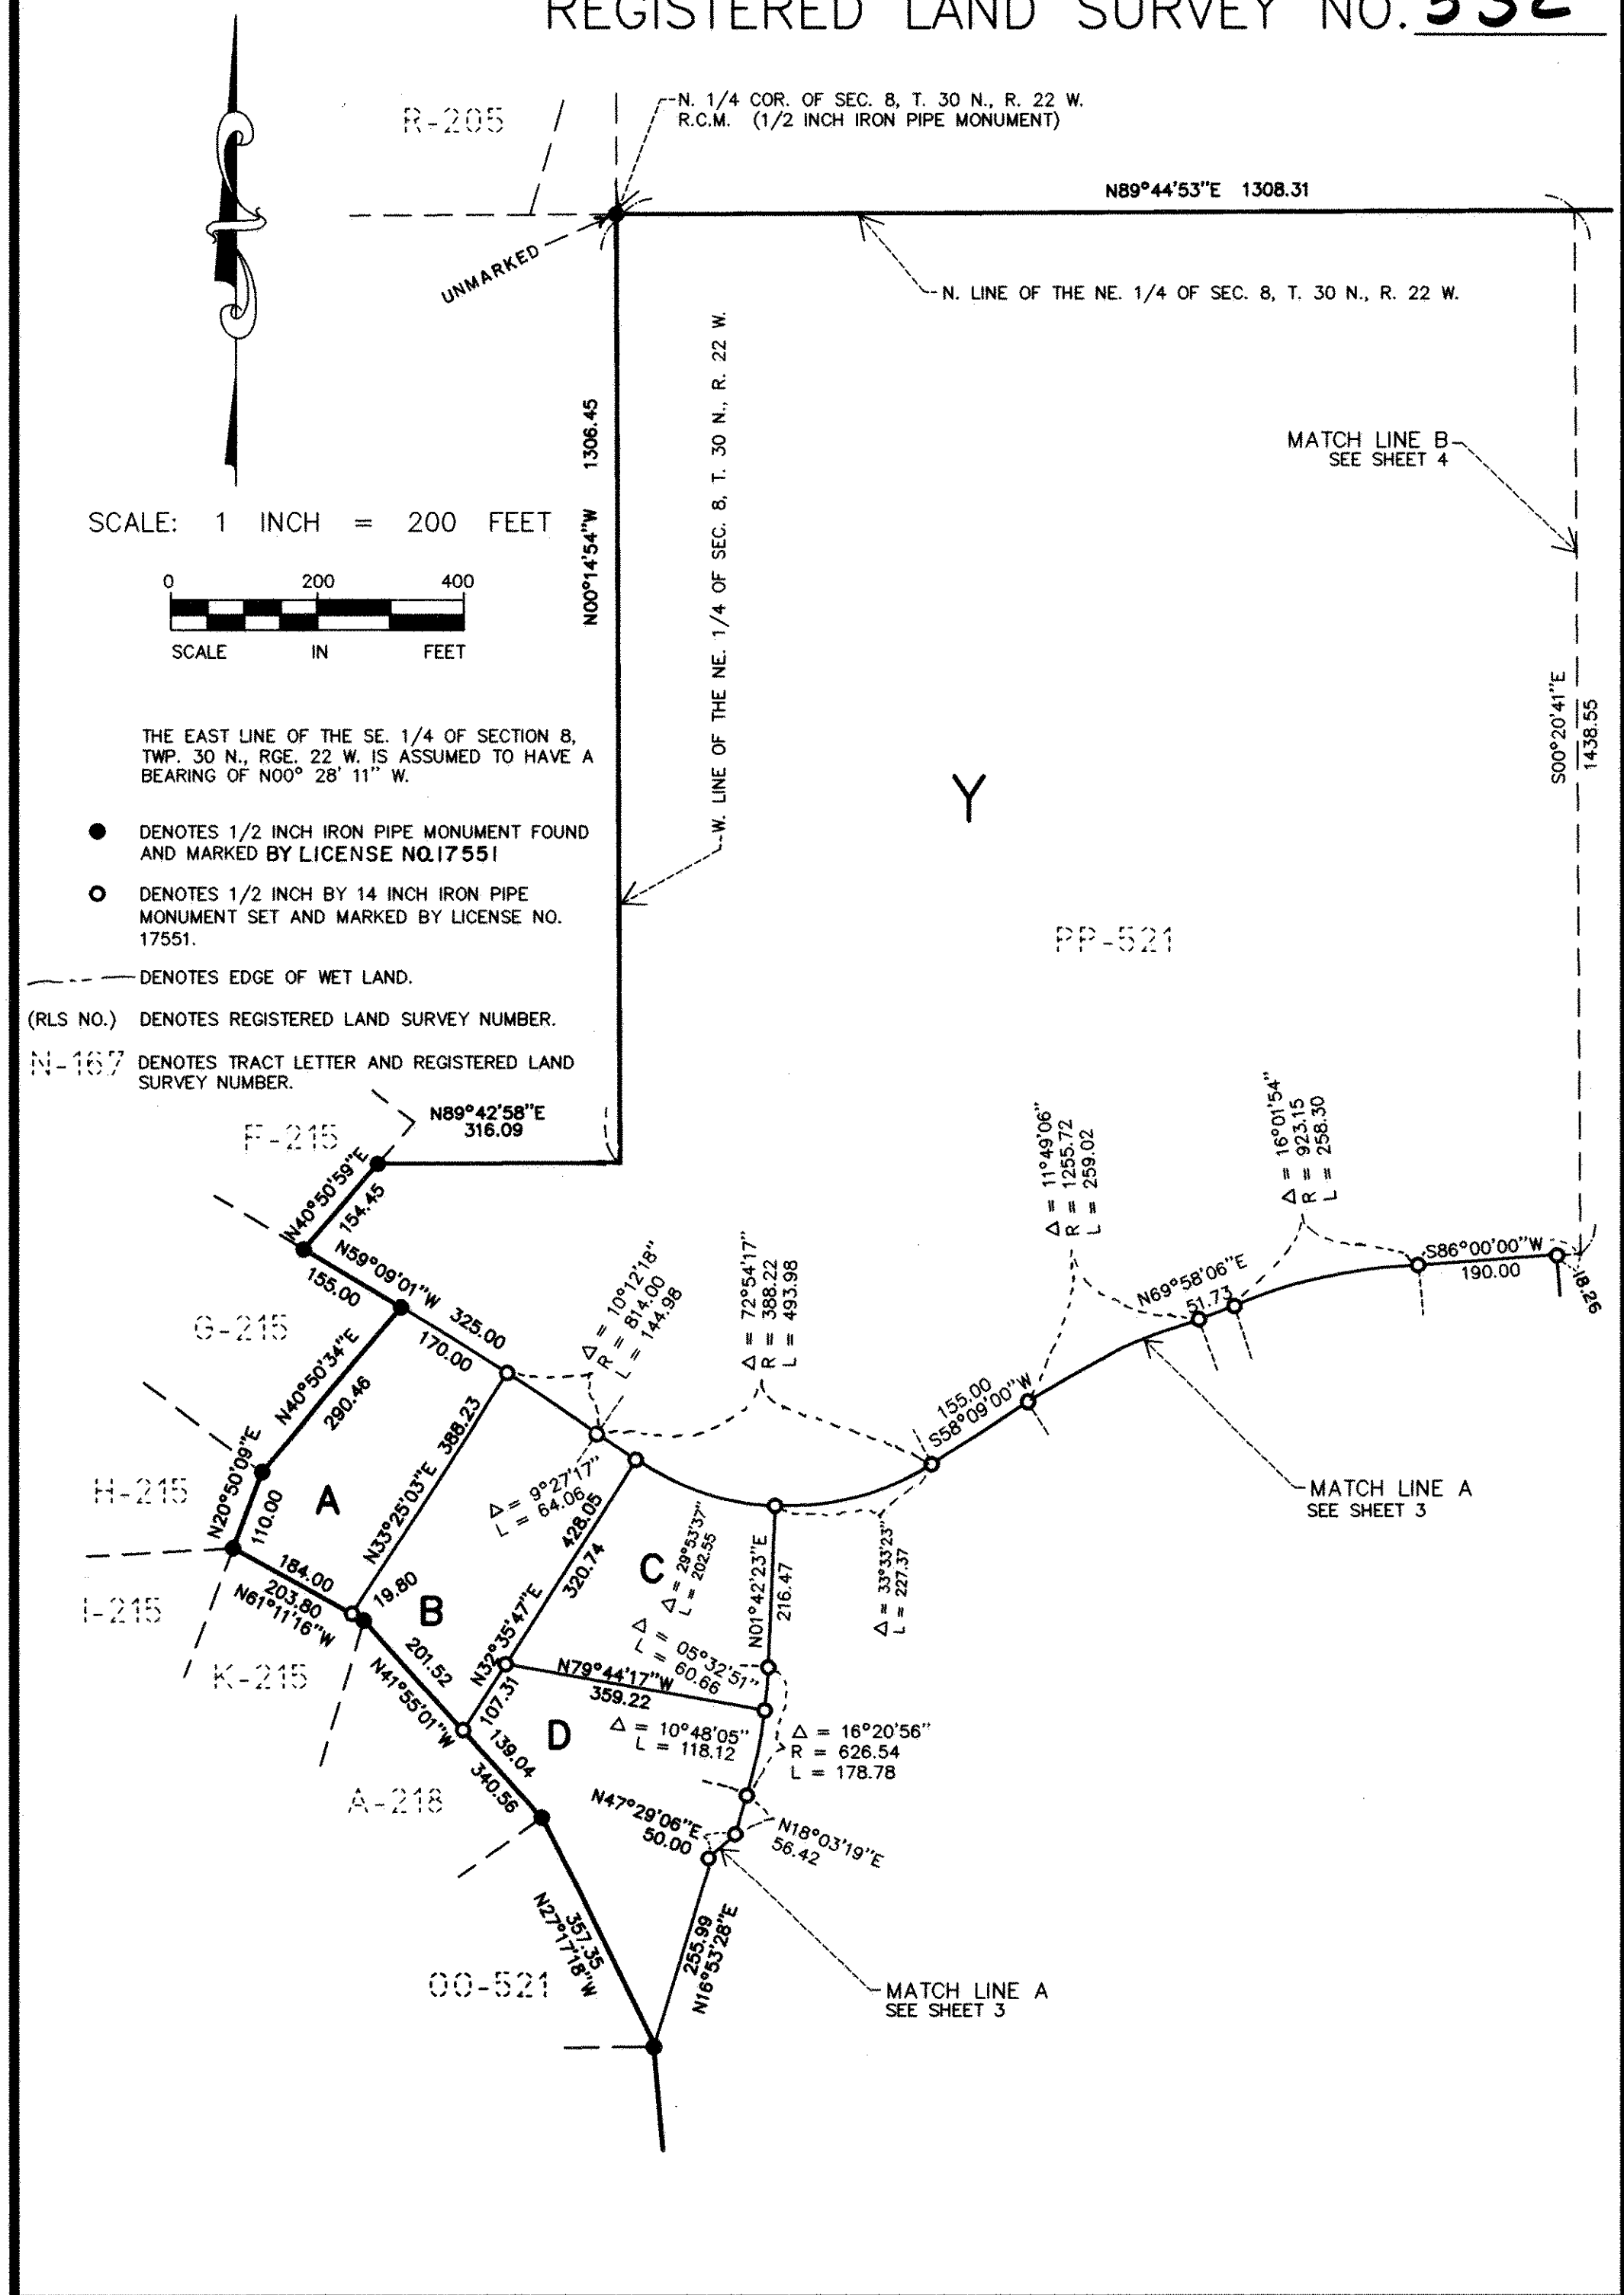 REGISTERED LAND SURVEY NO. 532
R-205
N. 1/4 COR. OF SEC. 8, T. 30 N., R. 22 W.
R.C.M. (1/2 INCH IRON PIPE MONUMENT)
N89°44'53"E 1308.31
UNMARKED
N. LINE OF THE NE. 1/4 OF SEC. 8, T. 30 N., R. 22 W.
N00°14'54"W 1306.45
W. LINE OF THE NE. 1/4 OF SEC. 8, T. 30 N., R. 22 W.
MATCH LINE B
SEE SHEET 4
SCALE: 1 INCH = 200 FEET
0 200 400
SCALE IN FEET
S00°20'41"E
1438.55
THE EAST LINE OF THE SE. 1/4 OF SECTION 8,
TWP. 30 N., RGE. 22 W. IS ASSUMED TO HAVE A
BEARING OF N00° 28' 11" W.
Y
DENOTES 1/2 INCH IRON PIPE MONUMENT FOUND
AND MARKED BY LICENSE NO.17551
DENOTES 1/2 INCH BY 14 INCH IRON PIPE
MONUMENT SET AND MARKED BY LICENSE NO.
17551.
PP-521
DENOTES EDGE OF WET LAND.
(RLS NO.) DENOTES REGISTERED LAND SURVEY NUMBER.
N-167 DENOTES TRACT LETTER AND REGISTERED LAND
SURVEY NUMBER.
F-215
N89°42'58"E
316.09
N40°50'59"E
154.45
N59°09'01"W
325.00
155.00
170.00
G-215
N40°50'34"E
290.46
Δ = 10°12'18"
R = 814.00
L = 144.98
Δ = 72°54'17"
R = 388.22
L = 493.98
Δ = 11°49'06"
R = 1255.72
L = 259.02
Δ = 16°01'54"
R = 923.15
L = 258.30
S86°00'00"W
190.00
18.26
N69°58'06"E
51.73
155.00
S58°09'00"W
MATCH LINE A
SEE SHEET 3
H-215
N20°50'09"E
110.00
A
N33°25'03"E 388.23
Δ = 9°27'17"
L = 64.06
428.05
320.74
N32°35'47"E
107.31
C
Δ = 29°53'37"
L = 202.55
N01°42'23"E
216.47
Δ = 33°33'23"
L = 227.37
I-215
184.00
203.80
N61°11'16"W
19.80
B
K-215
201.52
N41°55'01"W
139.04
340.56
Δ = 05°32'51"
L = 60.66
N79°44'17"W
359.22
D
Δ = 10°48'05"
L = 118.12
Δ = 16°20'56"
R = 626.54
L = 178.78
A-218
N47°29'06"E
50.00
N18°03'19"E
56.42
357.35
N27°17'18"W
255.99
N16°53'28"E
OO-521
MATCH LINE A
SEE SHEET 3